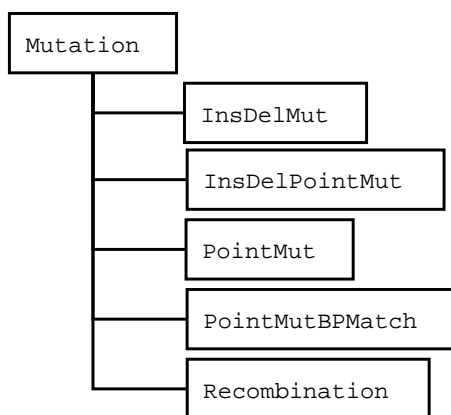 Mutation
InsDelMut
InsDelPointMut
PointMut
PointMutBPMatch
Recombination